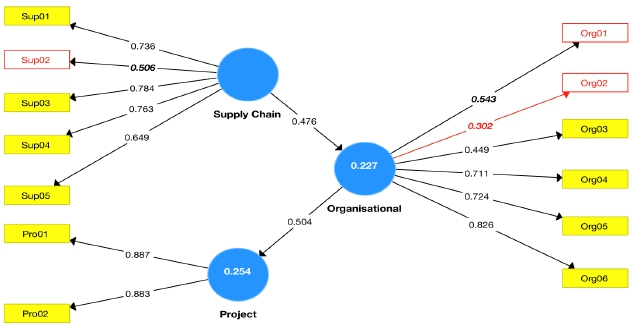 Sup01
Sup02
Sup03
Sup04
Sup05
Pro01
Pro02
0.736
0.506
0.784
0.763
0.649
Supply Chain
0.476
0.227
Organisational
0.504
0.254
Project
0.887
0.883
0.543
0.302
0.449
0.711
0.724
0.826
Org01
Org02
Org03
Org04
Org05
Org06